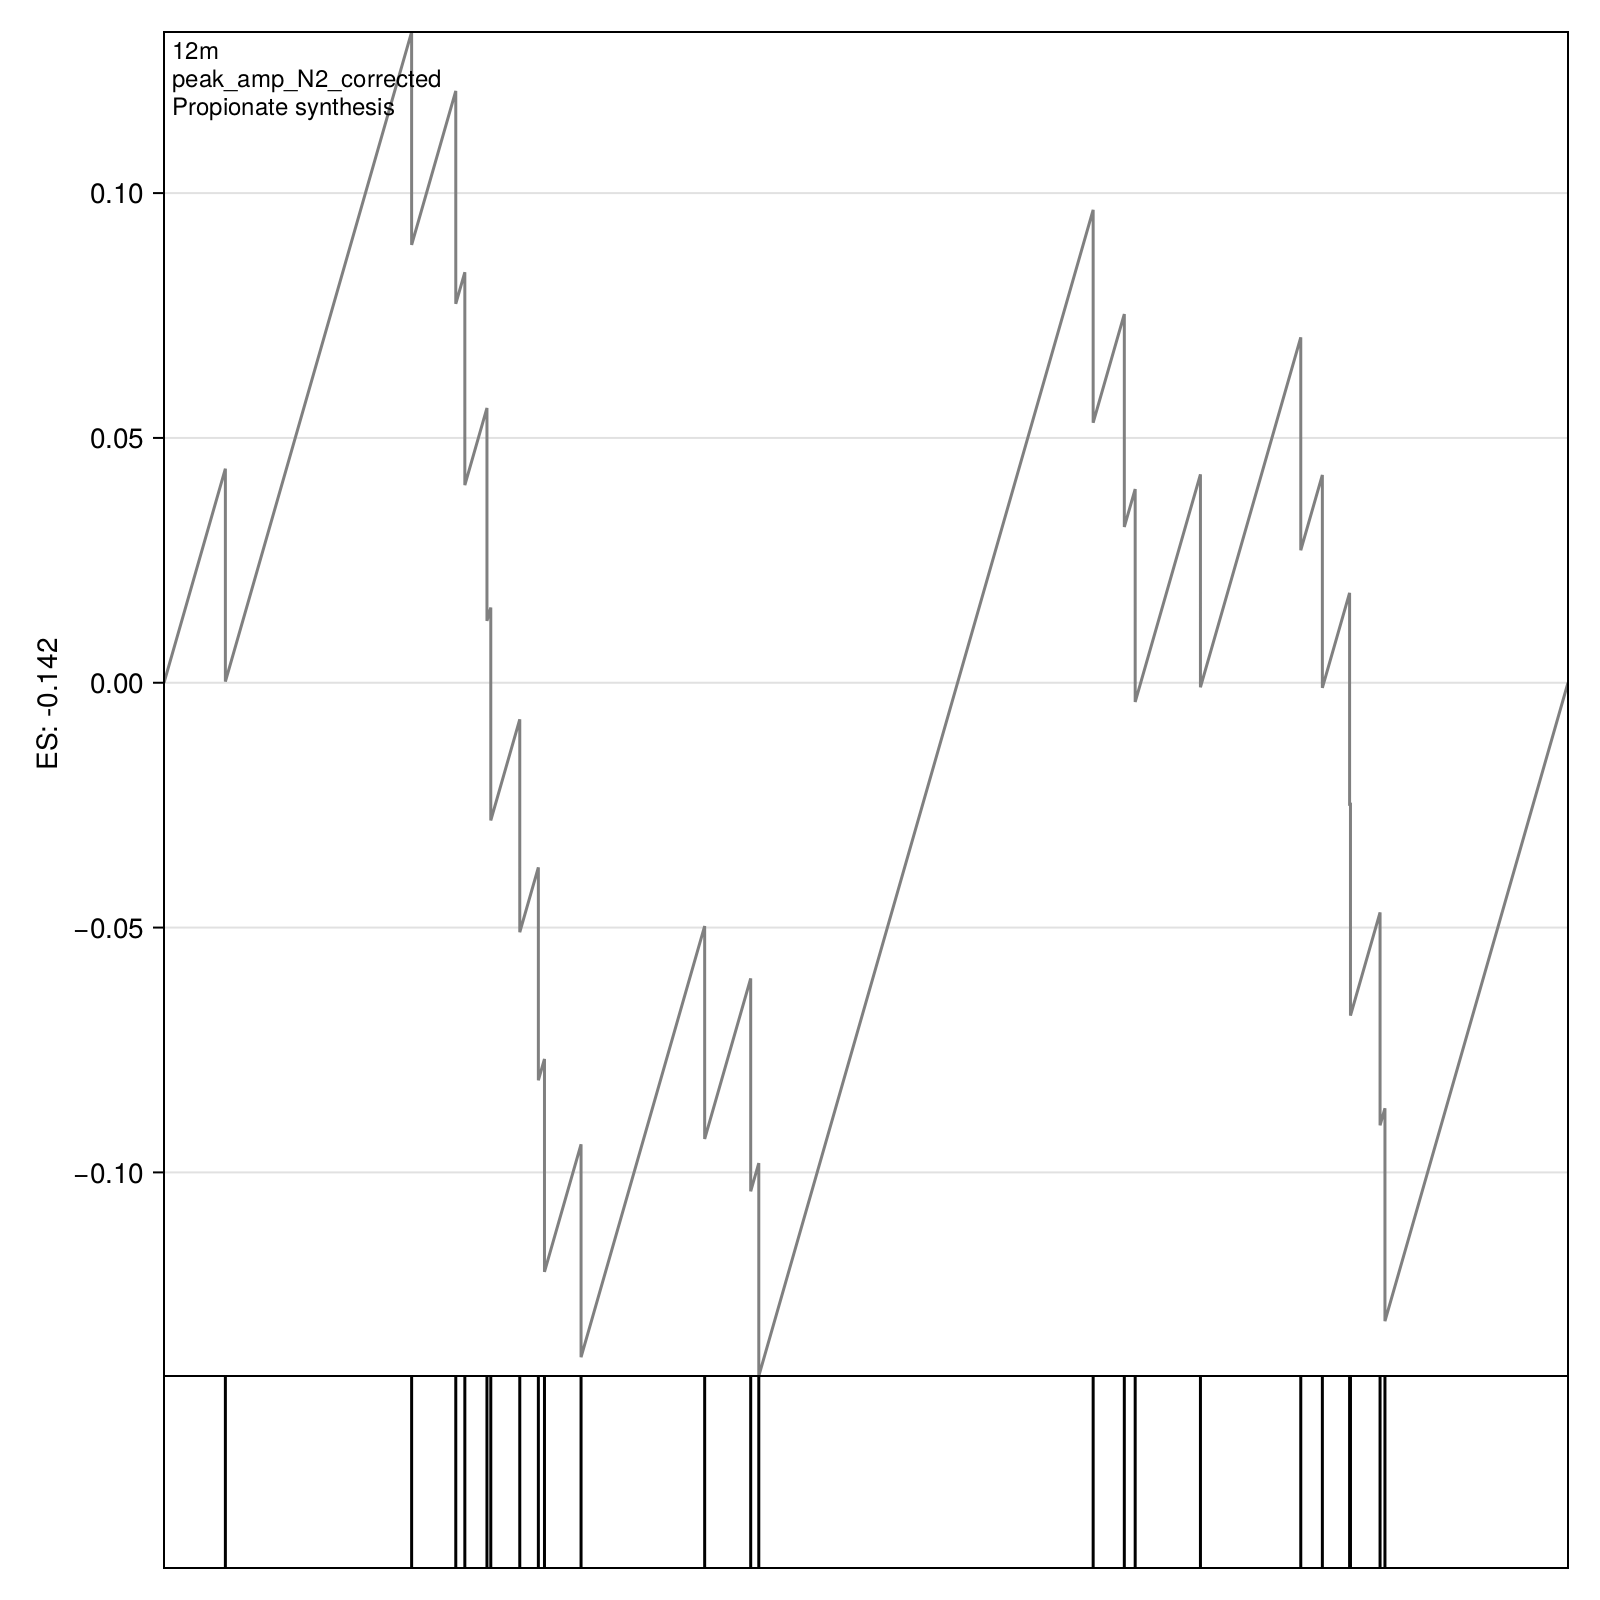 12m
peak_amp_N2_corrected
Propionate synthesis
0.10
0.05
0.00
−0.05
−0.10
ES: -0.142